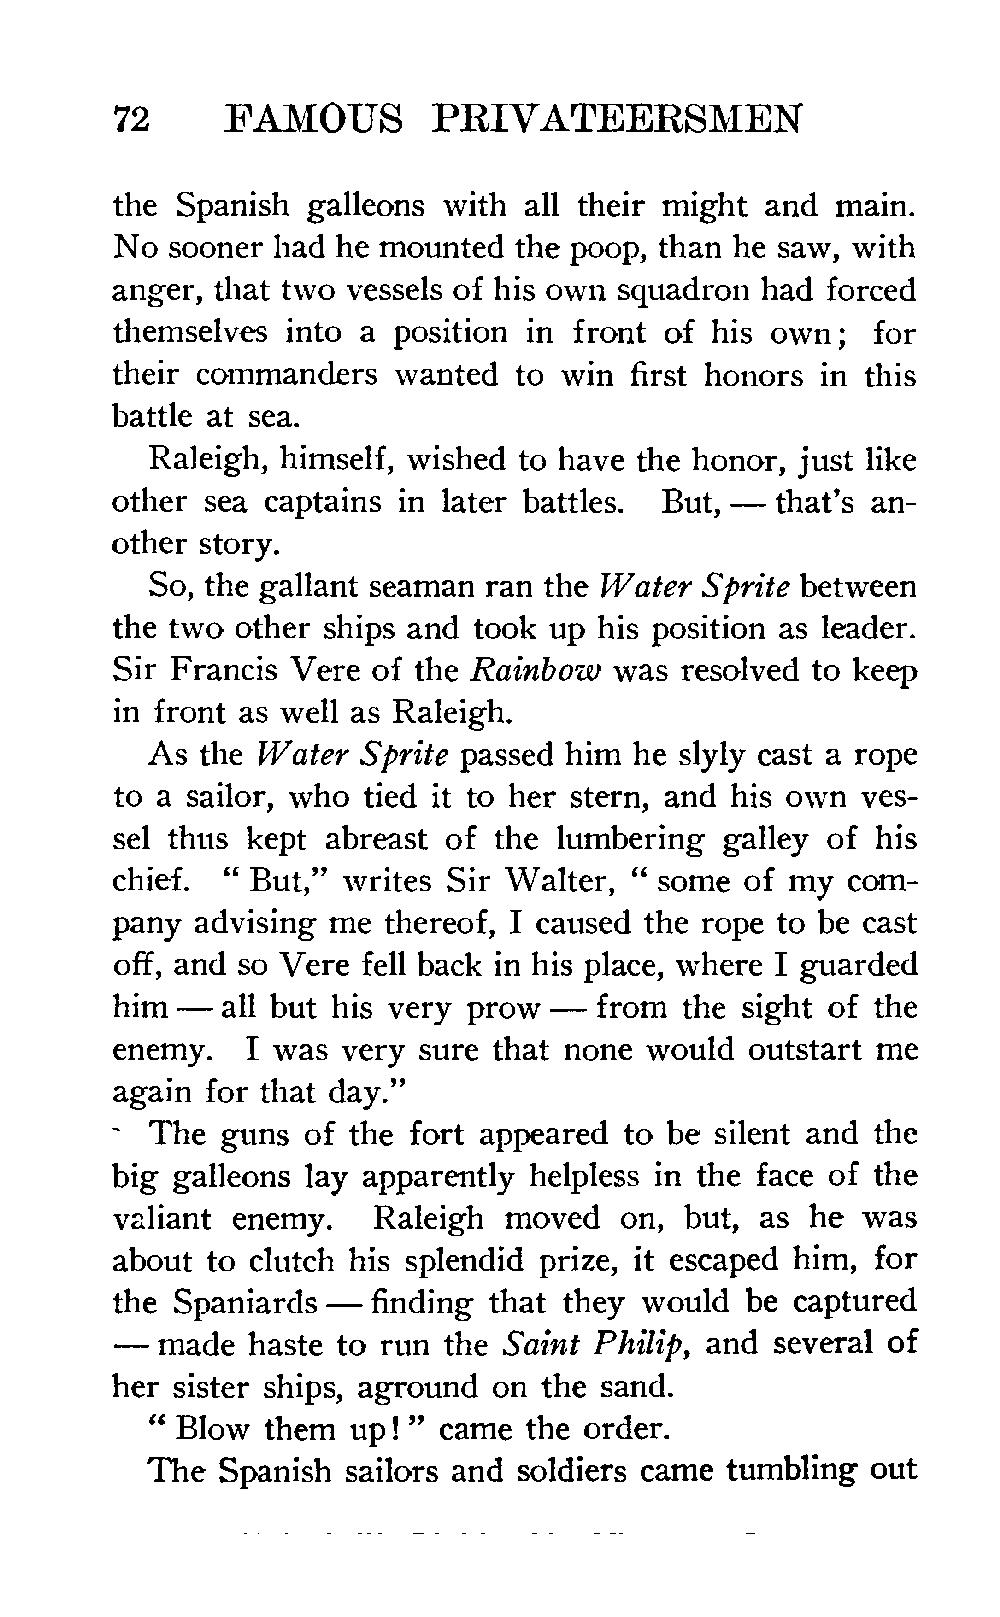 72 FAMOUS PRIVATEERSMEN
the Spanish galleons with all their might and main.
No sooner had he mounted the poop, than he saw, with
anger, that two vessels of his own squadron had forced
themselves into a position in front of his own; for
their commanders wanted to win first honors in this
battle at sea.
Raleigh, himself, wished to have the honor, just like
other sea captains in later battles. But, — that's an-
other story.
So, the gallant seaman ran the Water Sprite between
the two other ships and took up his position as leader.
Sir Francis Vere of the Rainbow was resolved to keep
in front as well as Raleigh.
As the Water Sprite passed him he slyly cast a rope
to a sailor, who tied it to her stern, and his own ves-
sel thus kept abreast of the lumbering galley of his
chief. " But," writes Sir Walter, " some of my com-
pany advising me thereof, I caused the rope to be cast
off, and so Vere fell back in his place, where I guarded
him — all but his very prow — from the sight of the
enemy. I was very sure that none would outstart me
again for that day."
The guns of the fort appeared to be silent and the
big galleons lay apparently helpless in the face of the
valiant enemy. Raleigh moved on, but, as he was
about to clutch his splendid prize, it escaped him, for
the Spaniards — finding that they would be captured
— made haste to run the Saint Philip, and several of
her sister ships, aground on the sand.
" Blow them up! " came the order.
The Spanish sailors and soldiers came tumbling out